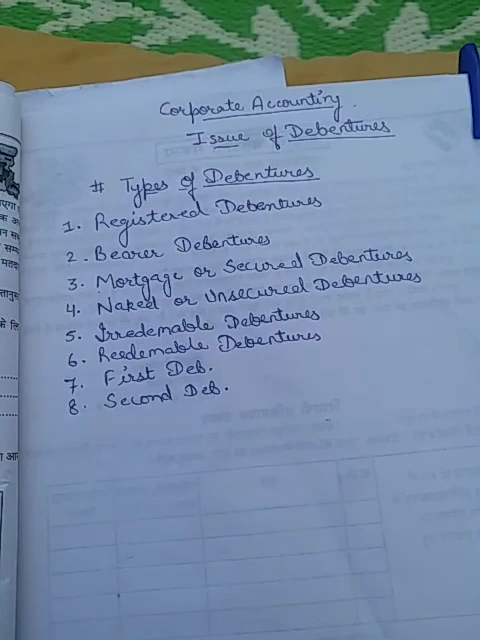 Corporate Accounting.
Issue of Debentures
# Types of Debentures
1. Registered Debentures
2. Bearer Debentures
3. Mortgage or Secured Debentures
4. Naked or Unsecured Debentures
5. Irredemable Debentures
6. Reedemable Debentures
7. First Deb.
8. Second Deb.